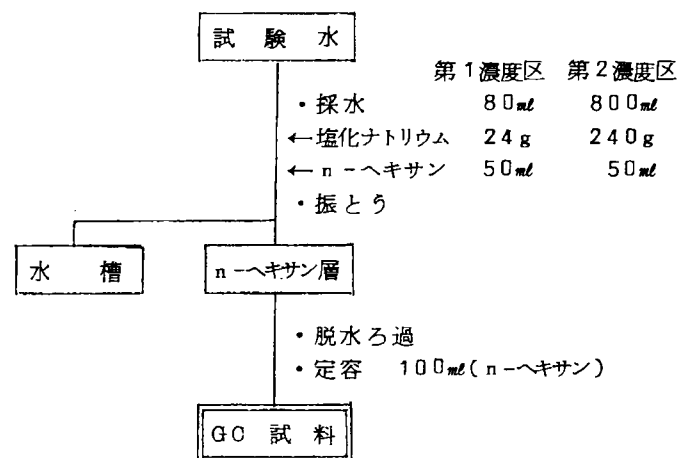 試験水
第1濃度区 第2濃度区
・採水 80㎖ 800㎖
←塩化ナトリウム 24g 240g
←n-ヘキサン 50㎖ 50㎖
・振とう
水槽 n-ヘキサン層
・脱水ろ過
・定容 100㎖(n-ヘキサン)
GC試料